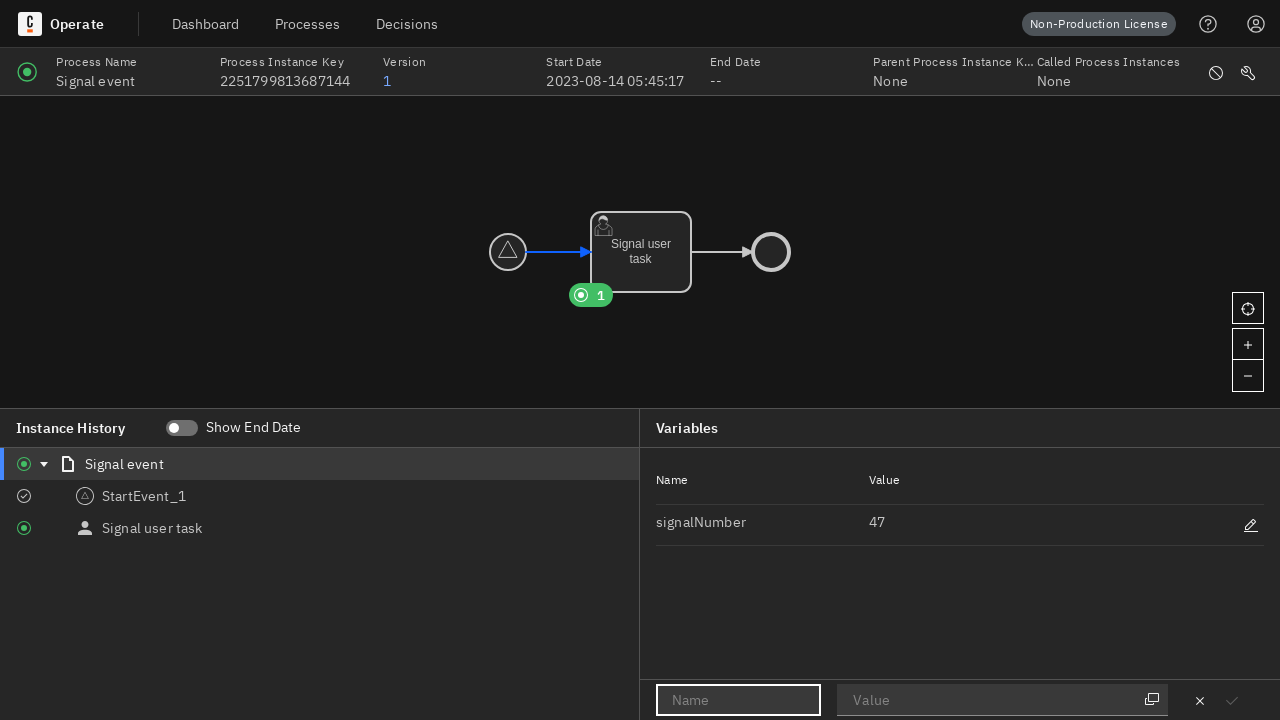 Operate
Dashboard
Processes
Decisions
Non-Production License
Process Name
Signal event
Process Instance Key
2251799813687144
Version
1
Start Date
2023-08-14 05:45:17
End Date
--
Parent Process Instance K...
None
Called Process Instances
None
Signal user
task
1
Instance History
Show End Date
Signal event
StartEvent_1
Signal user task
Variables
Name
Value
signalNumber
47
Name
Value